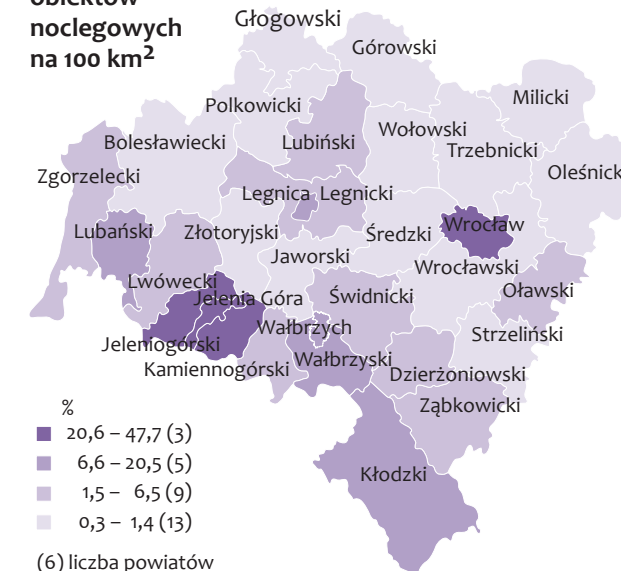 obiektów
noclegowych
na 100 km²
Głogowski
Górowski
Milicki
Polkowicki
Wołowski
Bolesławiecki
Lubiński
Trzebnicki
Oleśnick
Zgorzelecki
Legnica Legnicki
Lubański
Złotoryjski
Średzki
Wrocław
Jaworski
Wrocławski
Lwówecki
Oławski
Jelenia Góra
Świdnicki
Wałbrzych
Strzeliński
Jeleniogórski
Wałbrzyski
Kamiennogórski
Dzierżoniowski
Ząbkowicki
Kłodzki
%
20,6 – 47,7 (3)
6,6 – 20,5 (5)
1,5 – 6,5 (9)
0,3 – 1,4 (13)
(6) liczba powiatów